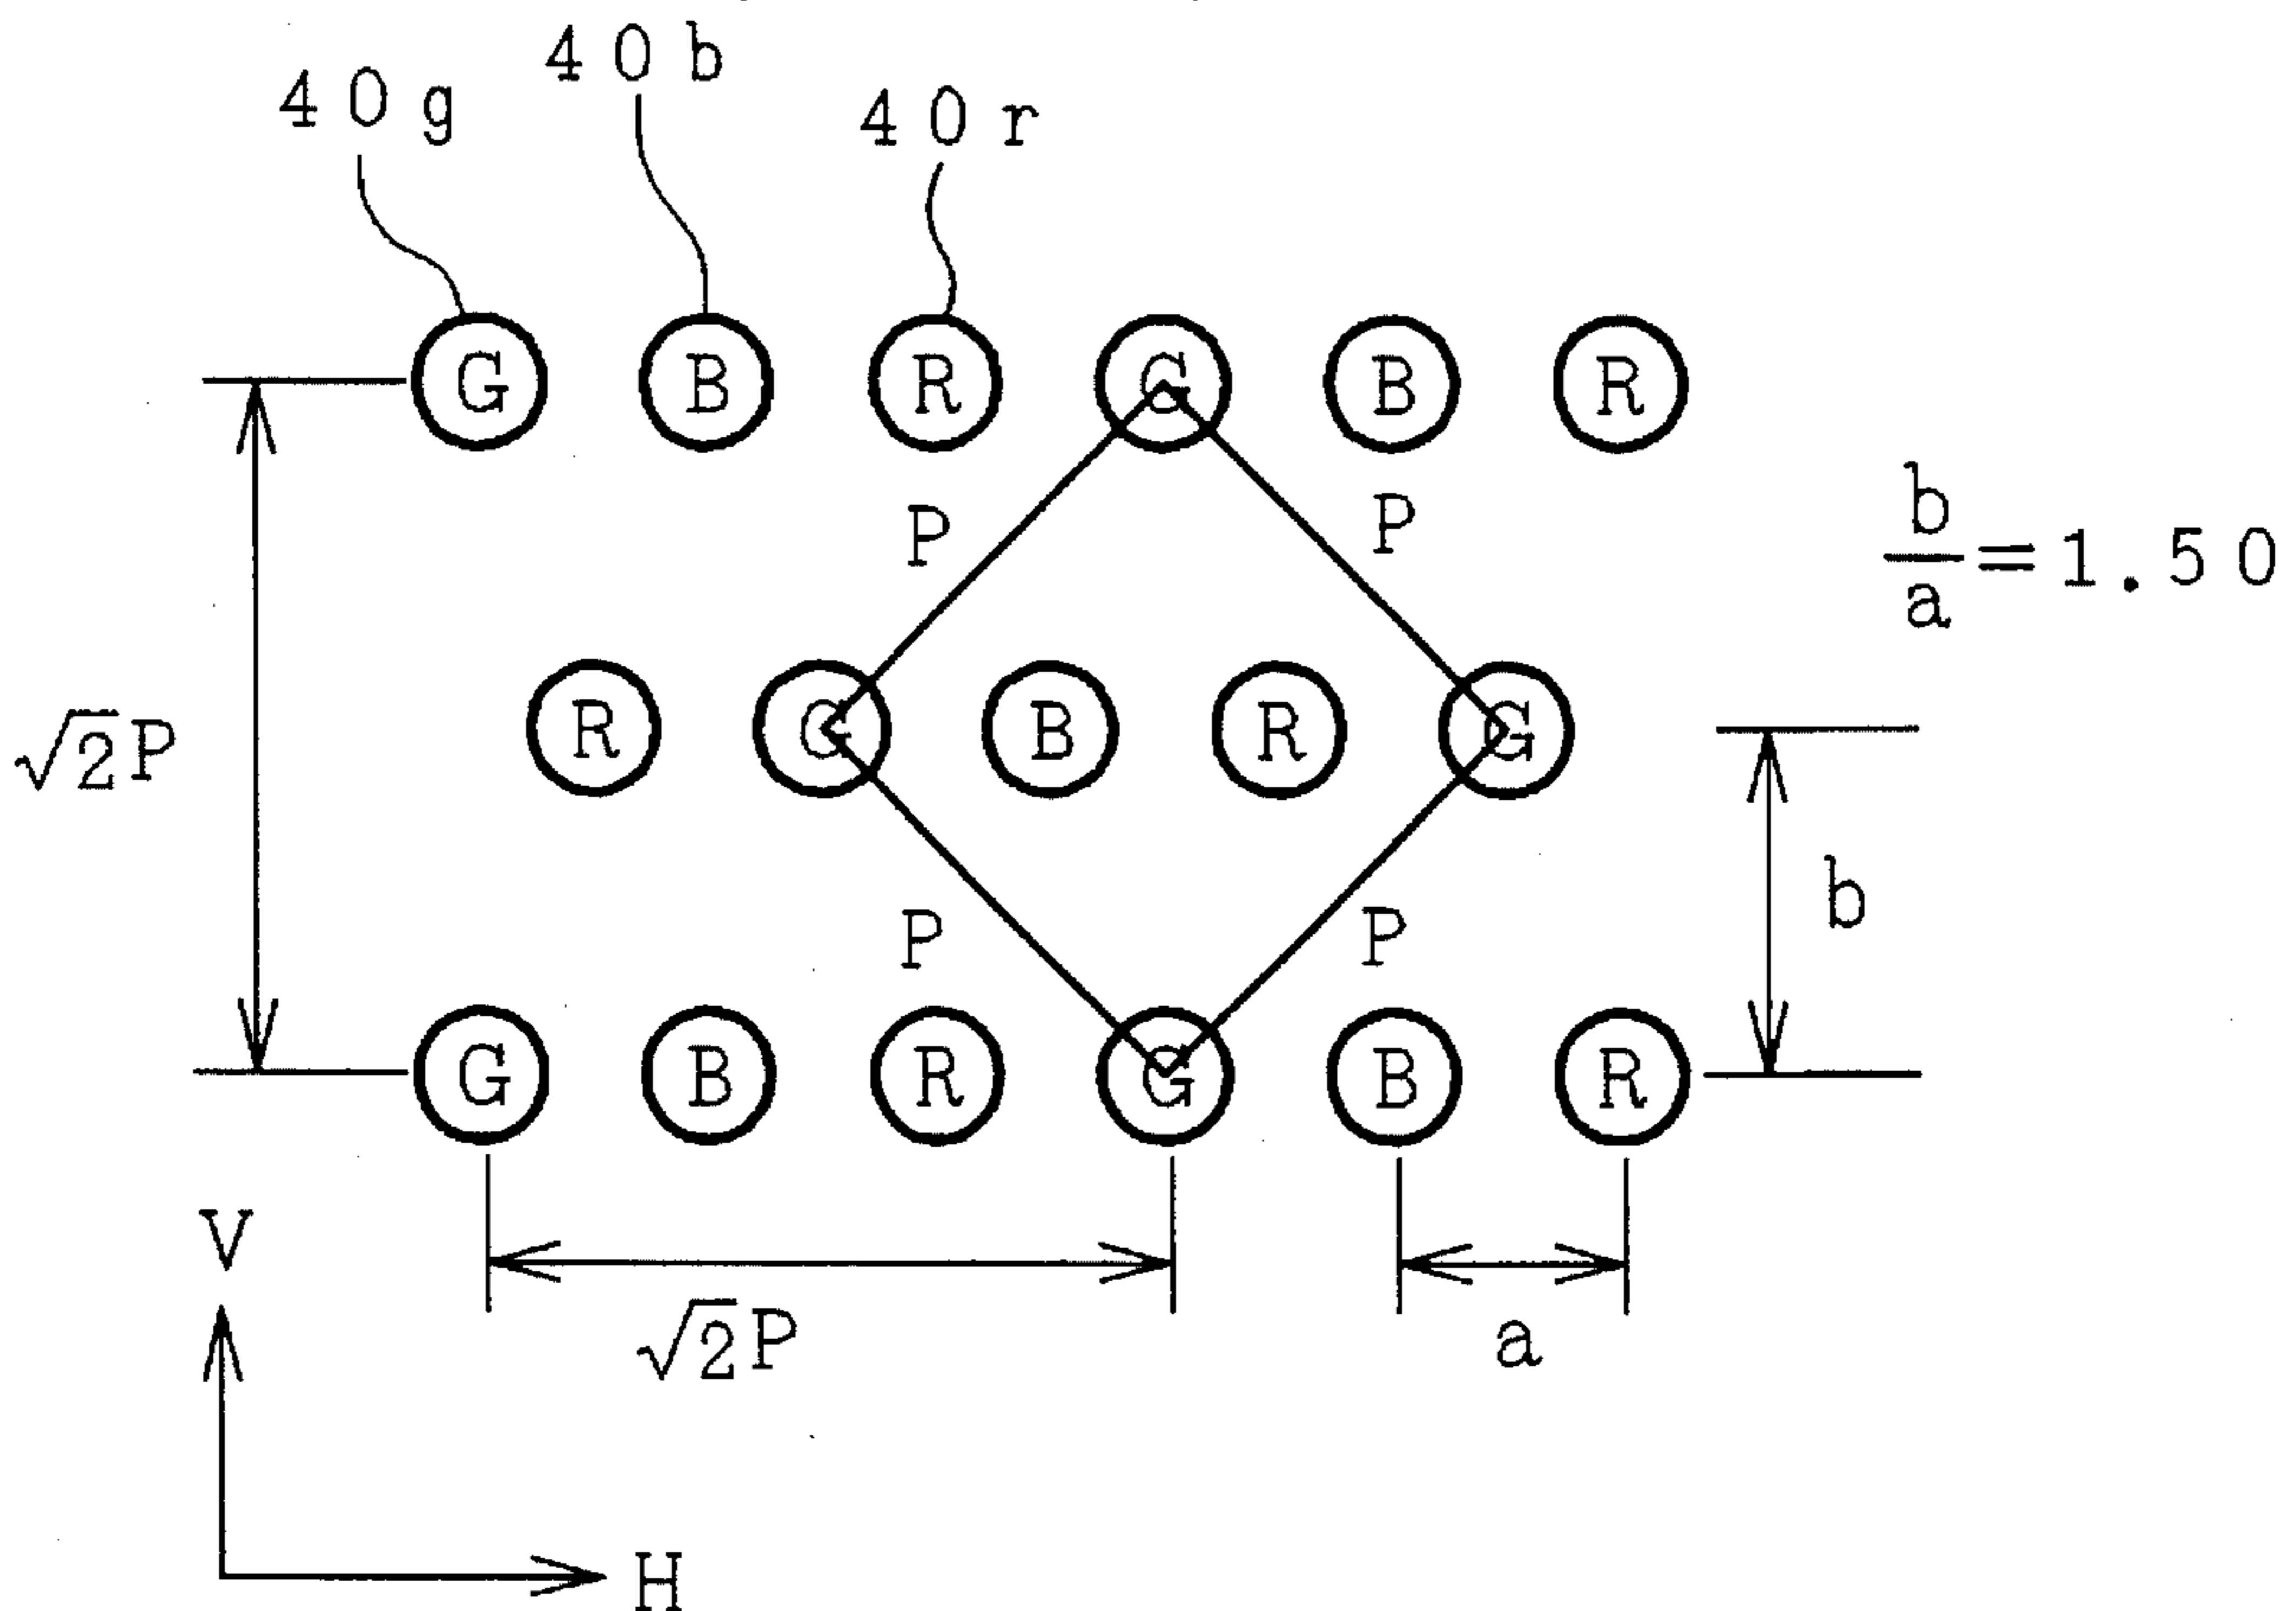 40g 40b 40r
G B R G B R
P P
b/a=1.50
R G B R G
√2P
b
P P
G B R G B R
V
√2P a
H